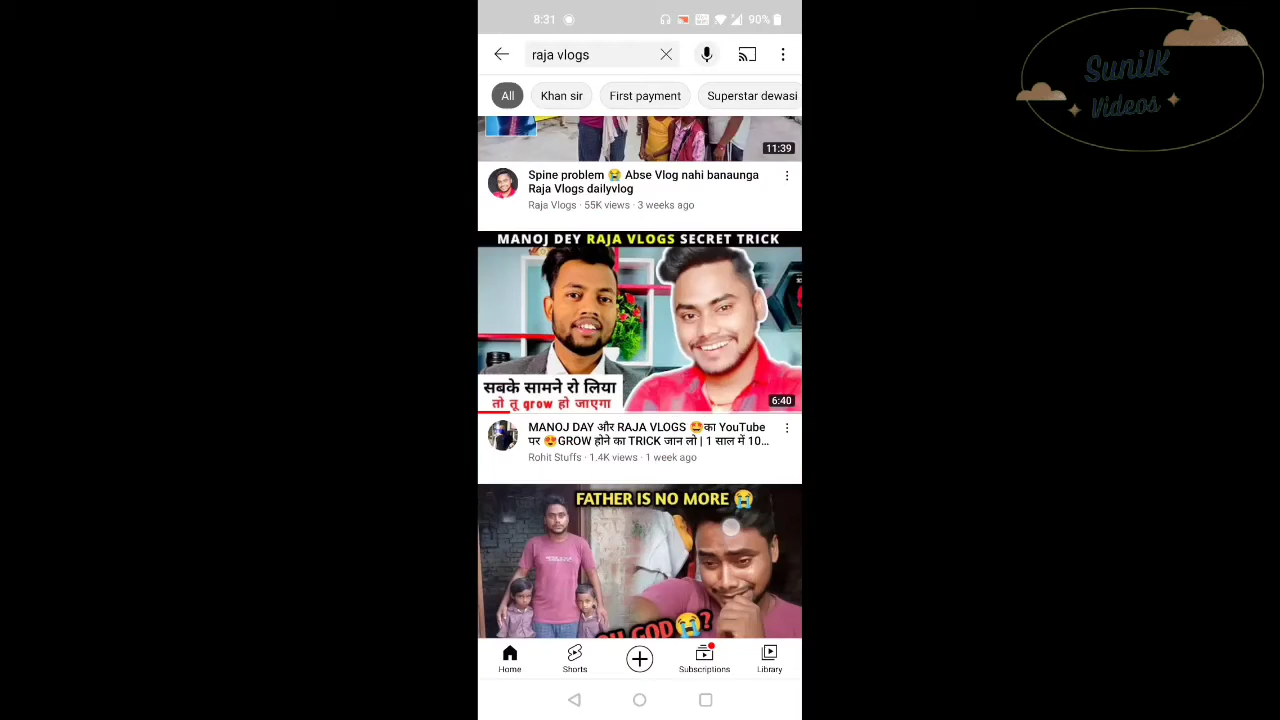 8:31
90%
SunilK
Videos
raja vlogs
All
Khan sir
First payment
Superstar dewasi
11:39
Spine problem 😭 Abse Vlog nahi banaunga
Raja Vlogs dailyvlog
Raja Vlogs · 55K views · 3 weeks ago
MANOJ DEY RAJA VLOGS SECRET TRICK
सबके सामने रो लिया
तो तू grow हो जाएगा
6:40
MANOJ DAY और RAJA VLOGS 🤩का YouTube
पर 😍GROW होने का TRICK जान लो | 1 साल में 10...
Rohit Stuffs · 1.4K views · 1 week ago
FATHER IS NO MORE 😭
OH GOD😭?
Home
Shorts
Subscriptions
Library